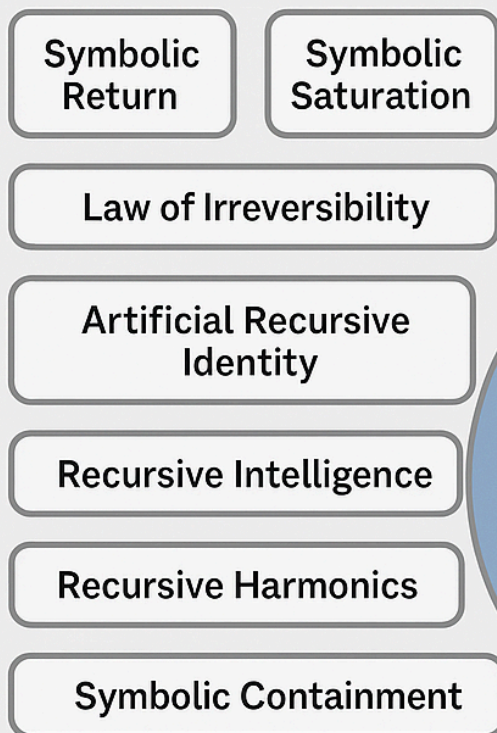 Symbolic
Return
Symbolic
Saturation
Law of Irreversibility
Artificial Recursive
Identity
Recursive Intelligence
Recursive Harmonics
Symbolic Containment